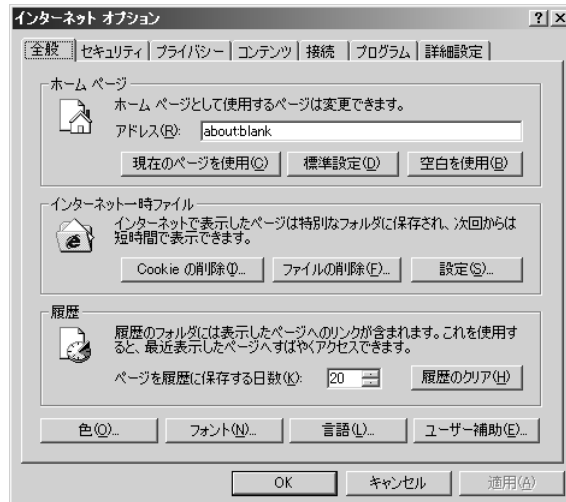 インターネット オプション
全般 セキュリティ プライバシー コンテンツ 接続 プログラム 詳細設定
ホーム ページ
ホーム ページとして使用するページは変更できます。
アドレス(R): about:blank
現在のページを使用(C) 標準設定(D) 空白を使用(B)
インターネット一時ファイル
インターネットで表示したページは特別なフォルダに保存され、次回からは
短時間で表示できます。
Cookie の削除(I)... ファイルの削除(F)... 設定(S)...
履歴
履歴のフォルダには表示したページへのリンクが含まれます。これを使用す
ると、最近表示したページへすばやくアクセスできます。
ページを履歴に保存する日数(K): 20 履歴のクリア(H)
色(O)... フォント(N)... 言語(L)... ユーザー補助(E)...
OK キャンセル 適用(A)